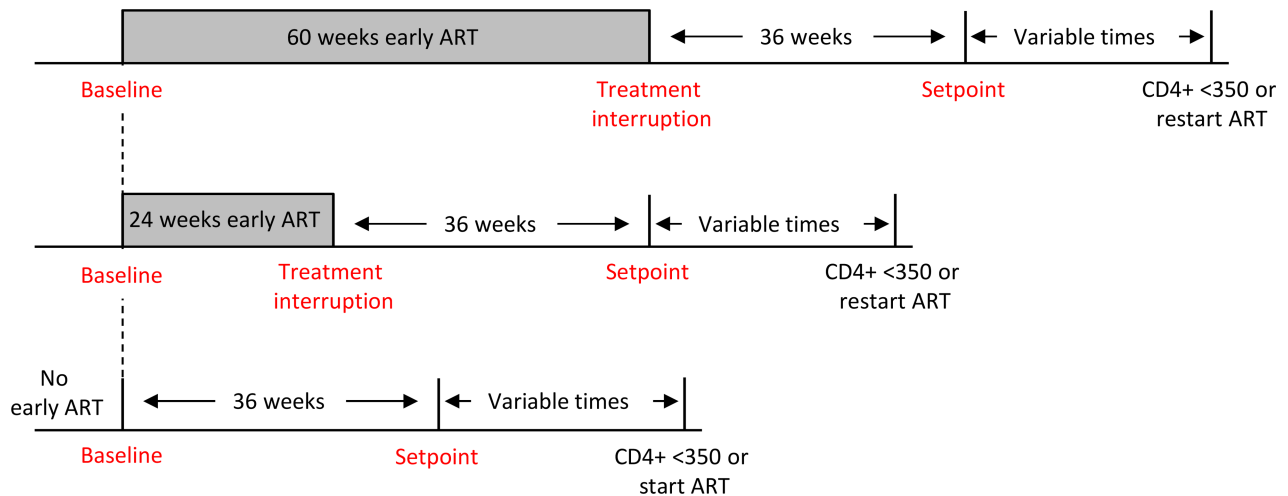 60 weeks early ART
36 weeks
Variable times
Baseline
Treatment
interruption
Setpoint
CD4+ <350 or
restart ART
24 weeks early ART
36 weeks
Variable times
Baseline
Treatment
interruption
Setpoint
CD4+ <350 or
restart ART
No
early ART
36 weeks
Variable times
Baseline
Setpoint
CD4+ <350 or
start ART